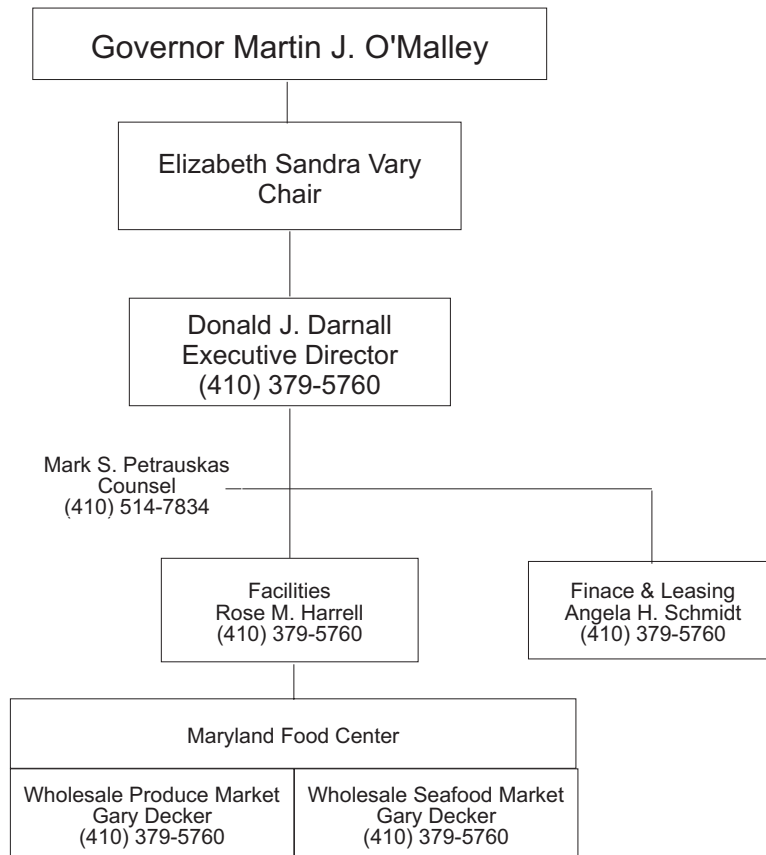 Governor Martin J. O'Malley
Elizabeth Sandra Vary
Chair
Donald J. Darnall
Executive Director
(410) 379-5760
Mark S. Petrauskas
Counsel
(410) 514-7834
Facilities
Rose M. Harrell
(410) 379-5760
Finace & Leasing
Angela H. Schmidt
(410) 379-5760
Maryland Food Center
Wholesale Produce Market
Gary Decker
(410) 379-5760
Wholesale Seafood Market
Gary Decker
(410) 379-5760